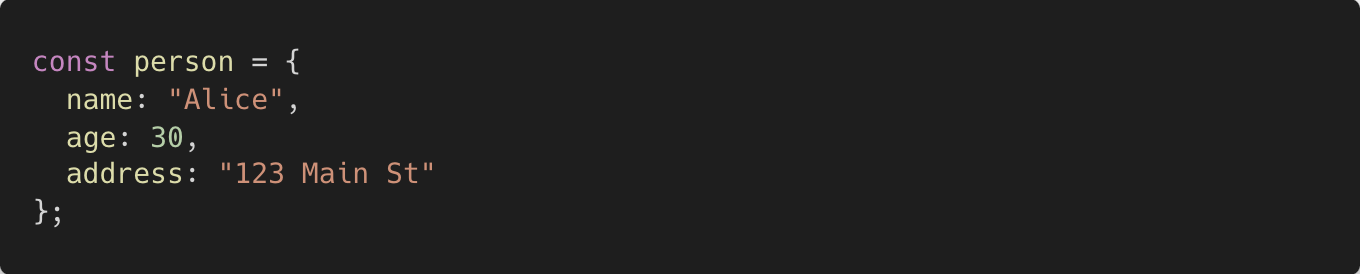 const person = {
  name: "Alice",
  age: 30,
  address: "123 Main St"
};